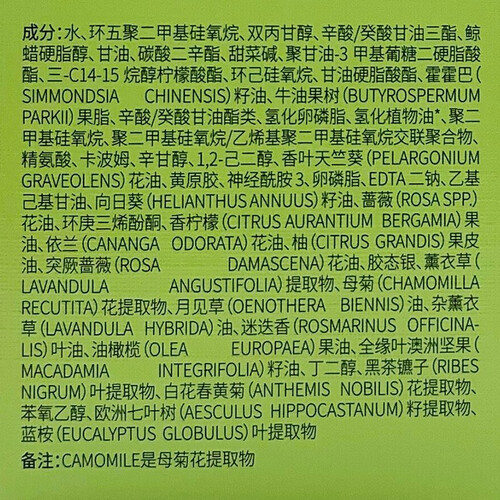 成分:水、环五聚二甲基硅氧烷、双丙甘醇、辛酸/癸酸甘油三酯、鲸
蜡硬脂醇、甘油、碳酸二辛酯、甜菜碱、聚甘油-3 甲基葡糖二硬脂酸
酯、三-C14-15 烷醇柠檬酸酯、环己硅氧烷、甘油硬脂酸酯、霍霍巴(
SIMMONDSIA CHINENSIS)籽油、牛油果树(BUTYROSPERMUM
PARKII)果脂、辛酸/癸酸甘油酯类、氢化卵磷脂、氢化植物油*、聚二
甲基硅氧烷、聚二甲基硅氧烷/乙烯基聚二甲基硅氧烷交联聚合物、
精氨酸、卡波姆、辛甘醇、1,2-己二醇、香叶天竺葵(PELARGONIUM
GRAVEOLENS)花油、黄原胶、神经酰胺 3、卵磷脂、EDTA 二钠、乙基
己基甘油、向日葵(HELIANTHUS ANNUUS)籽油、蔷薇(ROSA SPP.)
花油、环庚三烯酚酮、香柠檬(CITRUS AURANTIUM BERGAMIA)果
油、依兰(CANANGA ODORATA)花油、柚(CITRUS GRANDIS)果皮
油、突厥蔷薇(ROSA DAMASCENA)花油、胶态银、薰衣草(
LAVANDULA ANGUSTIFOLIA)提取物、母菊(CHAMOMILLA
RECUTITA)花提取物、月见草(OENOTHERA BIENNIS)油、杂薰衣
草(LAVANDULA HYBRIDA)油、迷迭香(ROSMARINUS OFFICINA-
LIS)叶油、油橄榄(OLEA EUROPAEA)果油、全缘叶澳洲坚果(
MACADAMIA INTEGRIFOLIA)籽油、丁二醇、黑茶镳子(RIBES
NIGRUM)叶提取物、白花春黄菊(ANTHEMIS NOBILIS)花提取物、
苯氧乙醇、欧洲七叶树(AESCULUS HIPPOCASTANUM)籽提取物、
蓝桉(EUCALYPTUS GLOBULUS)叶提取物
备注:CAMOMILE是母菊花提取物